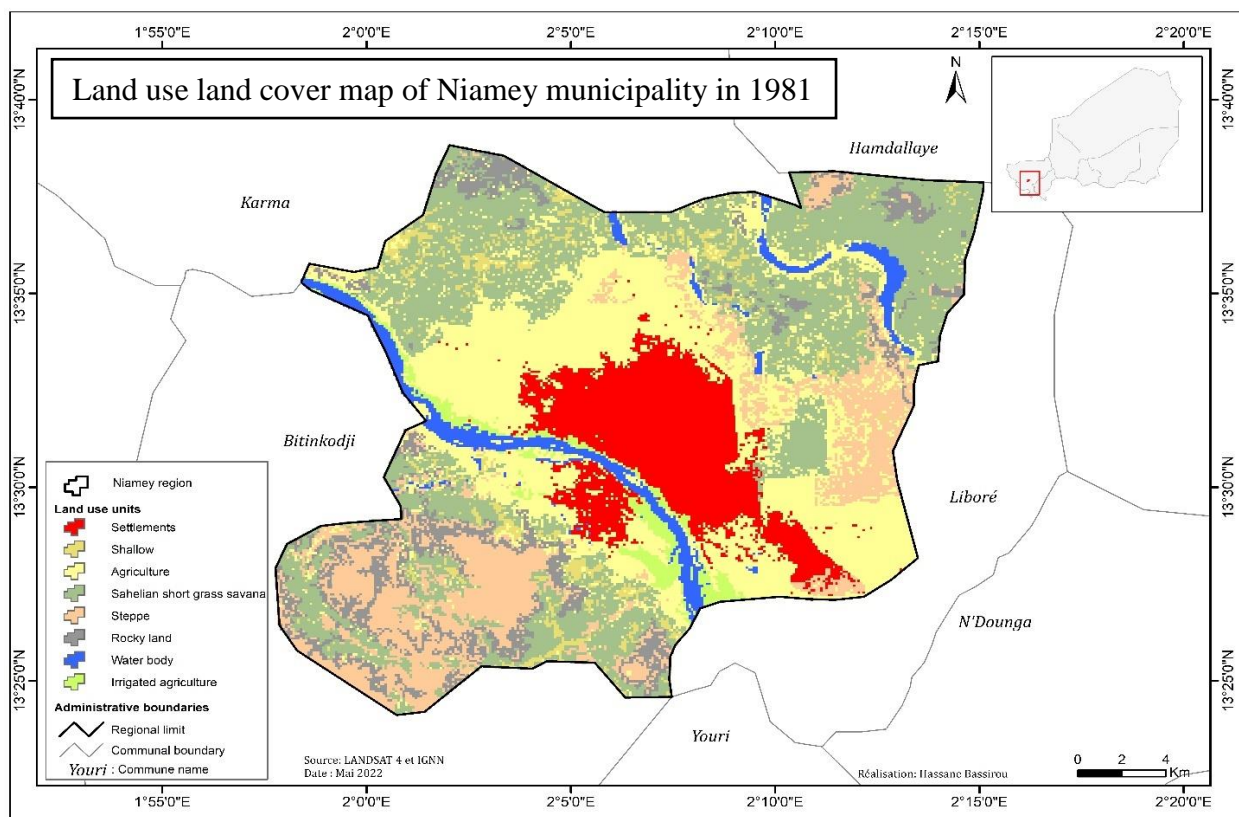 1°55'0"E 2°0'0"E 2°5'0"E 2°10'0"E 2°15'0"E 2°20'0"E
Land use land cover map of Niamey municipality in 1981
N
13°40'0"N
13°40'0"N
Hamdallaye
Karma
13°35'0"N
13°35'0"N
Bitinkodji
13°30'0"N
13°30'0"N
Liboré
N'Dounga
13°25'0"N
13°25'0"N
Youri
Niamey region
Land use units
Settlements
Shallow
Agriculture
Sahelian short grass savana
Steppe
Rocky land
Water body
Irrigated agriculture
Administrative boundaries
Regional limit
Communal boundary
Youri : Commune name
Source: LANDSAT 4 et IGNN
Date : Mai 2022
Réalisation: Hassane Bassirou
0 2 4
Km
1°55'0"E 2°0'0"E 2°5'0"E 2°10'0"E 2°15'0"E 2°20'0"E